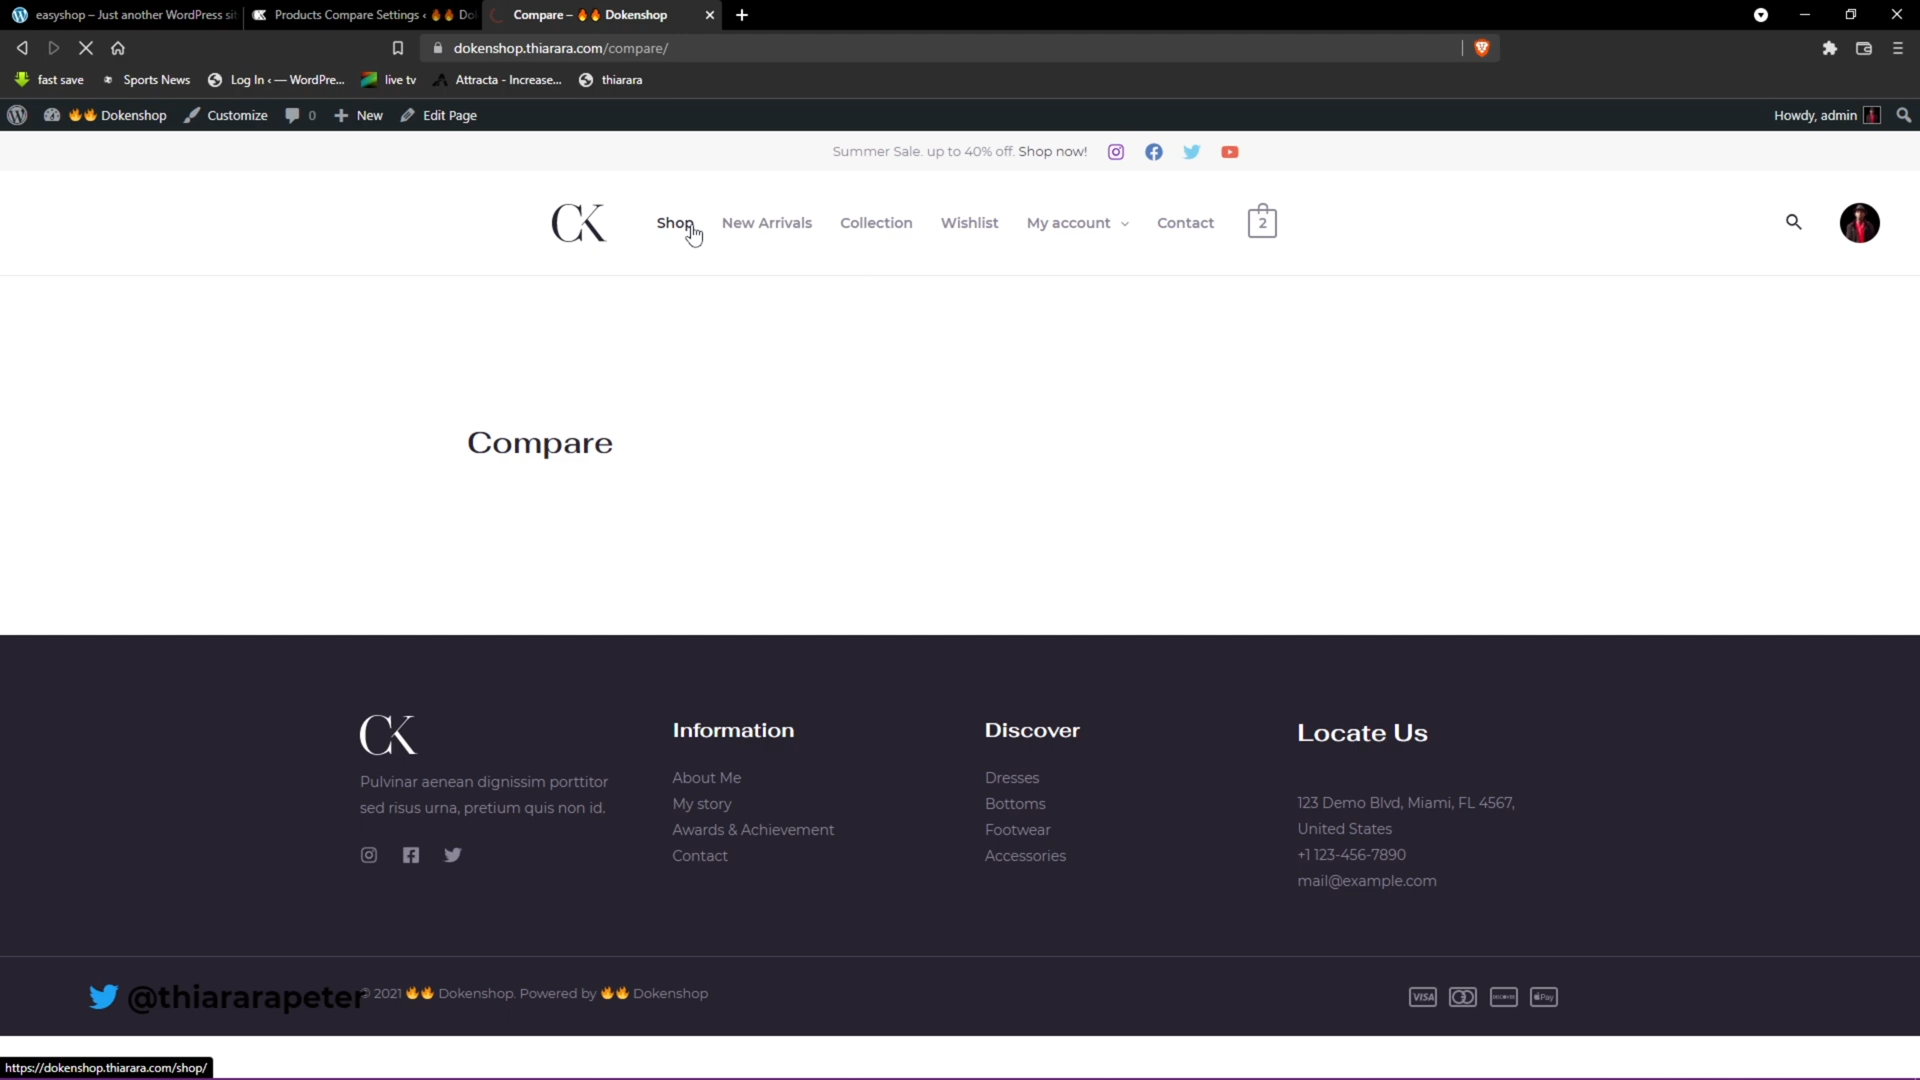 easyshop – Just another WordPress sit
Products Compare Settings ‹ 🔥🔥 Do
Compare – 🔥🔥 Dokenshop
dokenshop.thiarara.com/compare/
fast save
Sports News
Log In ‹ — WordPre...
live tv
Attracta - Increase...
thiarara
🔥🔥 Dokenshop
Customize
0
New
Edit Page
Howdy, admin
Summer Sale. up to 40% off. Shop now!
CK
Shop
New Arrivals
Collection
Wishlist
My account
Contact
2
Compare
CK
Pulvinar aenean dignissim porttitor
sed risus urna, pretium quis non id.
Information
About Me
My story
Awards & Achievement
Contact
Discover
Dresses
Bottoms
Footwear
Accessories
Locate Us
123 Demo Blvd, Miami, FL 4567,
United States
+1 123-456-7890
mail@example.com
@thiararapeter
© 2021 🔥🔥 Dokenshop. Powered by 🔥🔥 Dokenshop
VISA
DISCOVER
Pay
https://dokenshop.thiarara.com/shop/